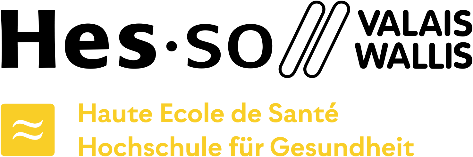 Hes·so
VALAIS
WALLIS
Haute Ecole de Santé
Hochschule für Gesundheit